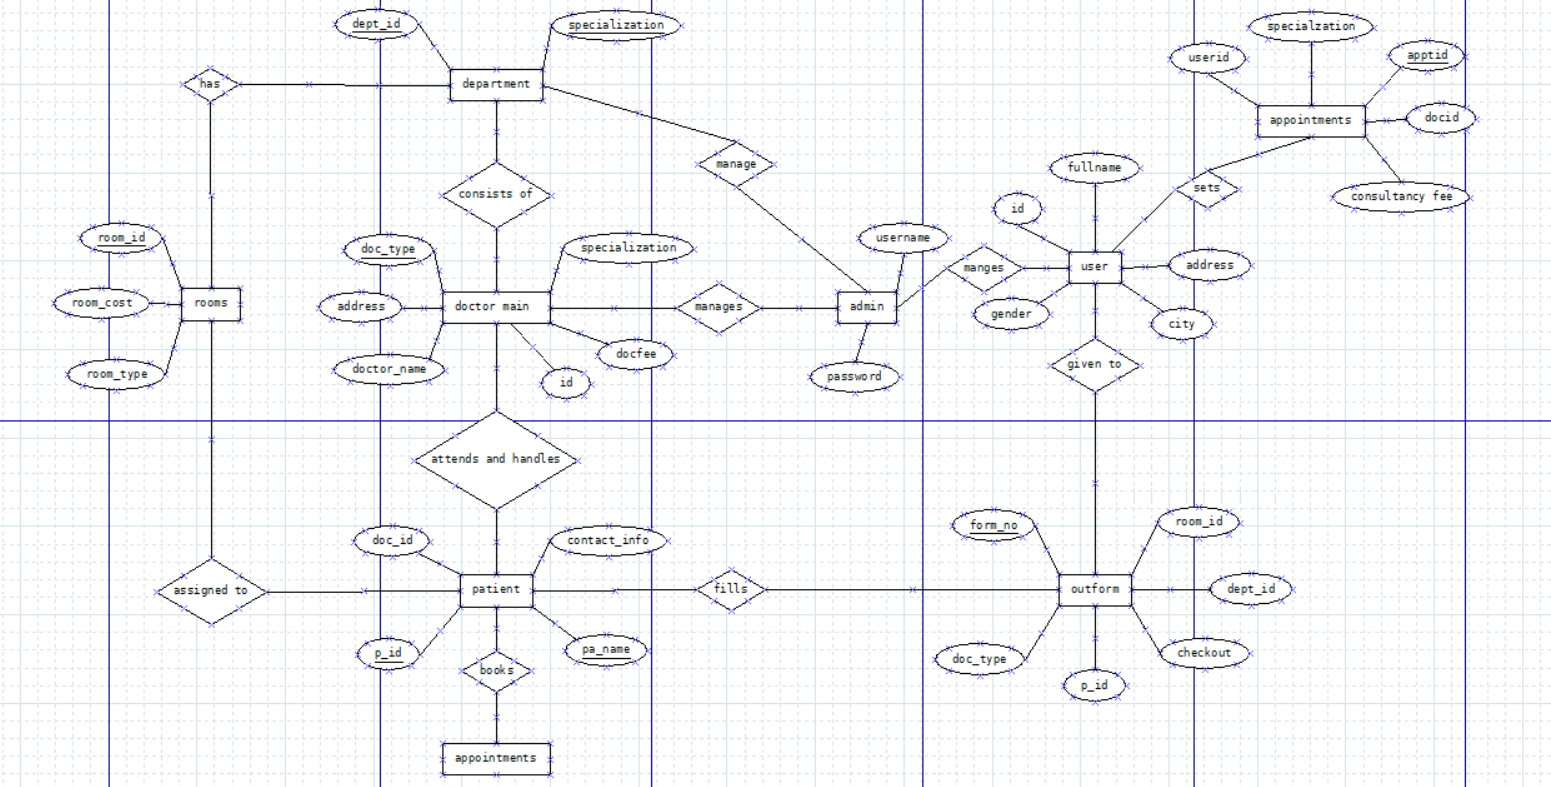 dept_id
specialization
specialzation
userid
apptid
has
department
docid
appointments
manage
fullname
sets
consists of
consultancy fee
id
room_id
username
doc_type
specialization
address
manges
user
room_cost
rooms
address
doctor main
manages
admin
gender
city
docfee
room_type
doctor_name
id
password
given to
attends and handles
form_no
room_id
doc_id
contact_info
assigned to
patient
fills
outform
dept_id
p_id
pa_name
doc_type
checkout
books
p_id
appointments